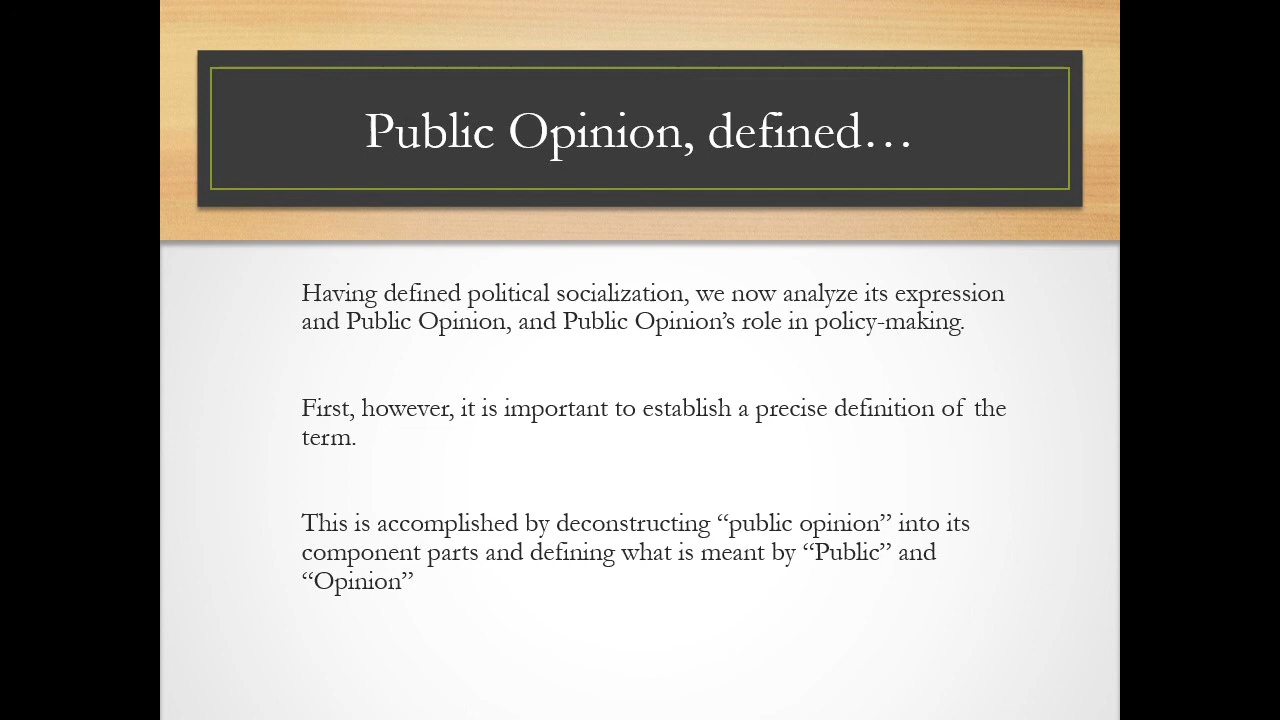 Public Opinion, defined…
Having defined political socialization, we now analyze its expression
and Public Opinion, and Public Opinion’s role in policy-making.
First, however, it is important to establish a precise definition of the
term.
This is accomplished by deconstructing “public opinion” into its
component parts and defining what is meant by “Public” and
“Opinion”